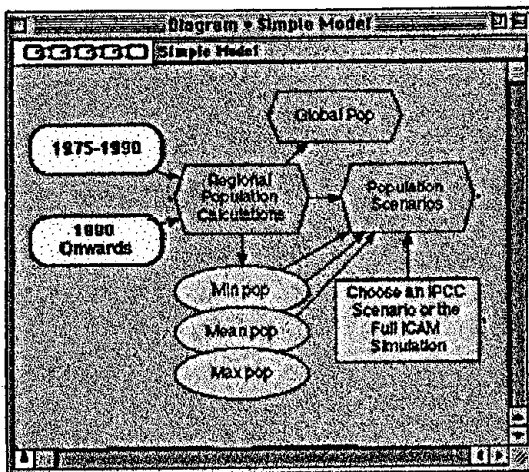 Diagram • Simple Model
Simple Model
Global Pop
1975-1990
Regional
Population
Calculations
Population
Scenarios
1990
Onwards
Min pop
Mean pop
Max pop
Choose an IPCC
Scenario or the
Full ICAM
Simulation